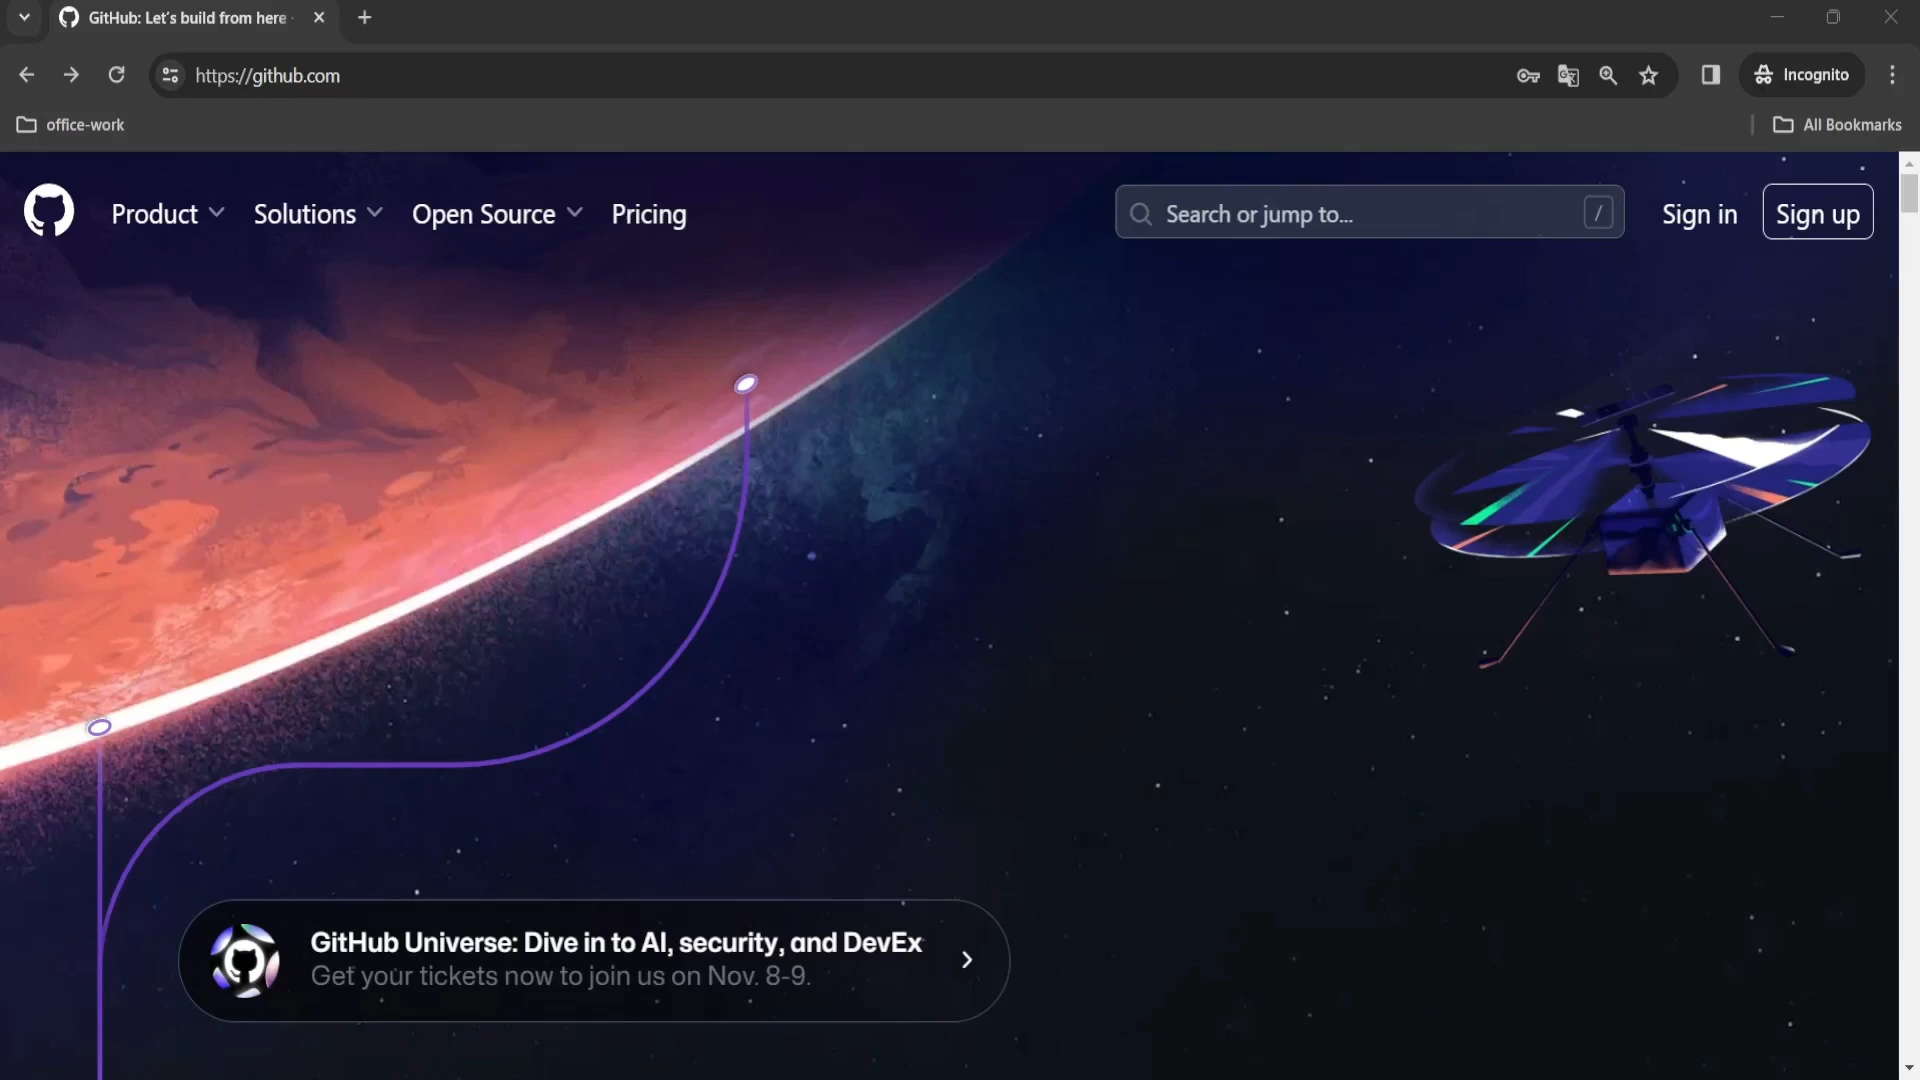 GitHub: Let's build from here
https://github.com
Incognito
office-work
All Bookmarks
Product
Solutions
Open Source
Pricing
Search or jump to...
/
Sign in
Sign up
GitHub Universe: Dive in to AI, security, and DevEx
Get your tickets now to join us on Nov. 8-9.